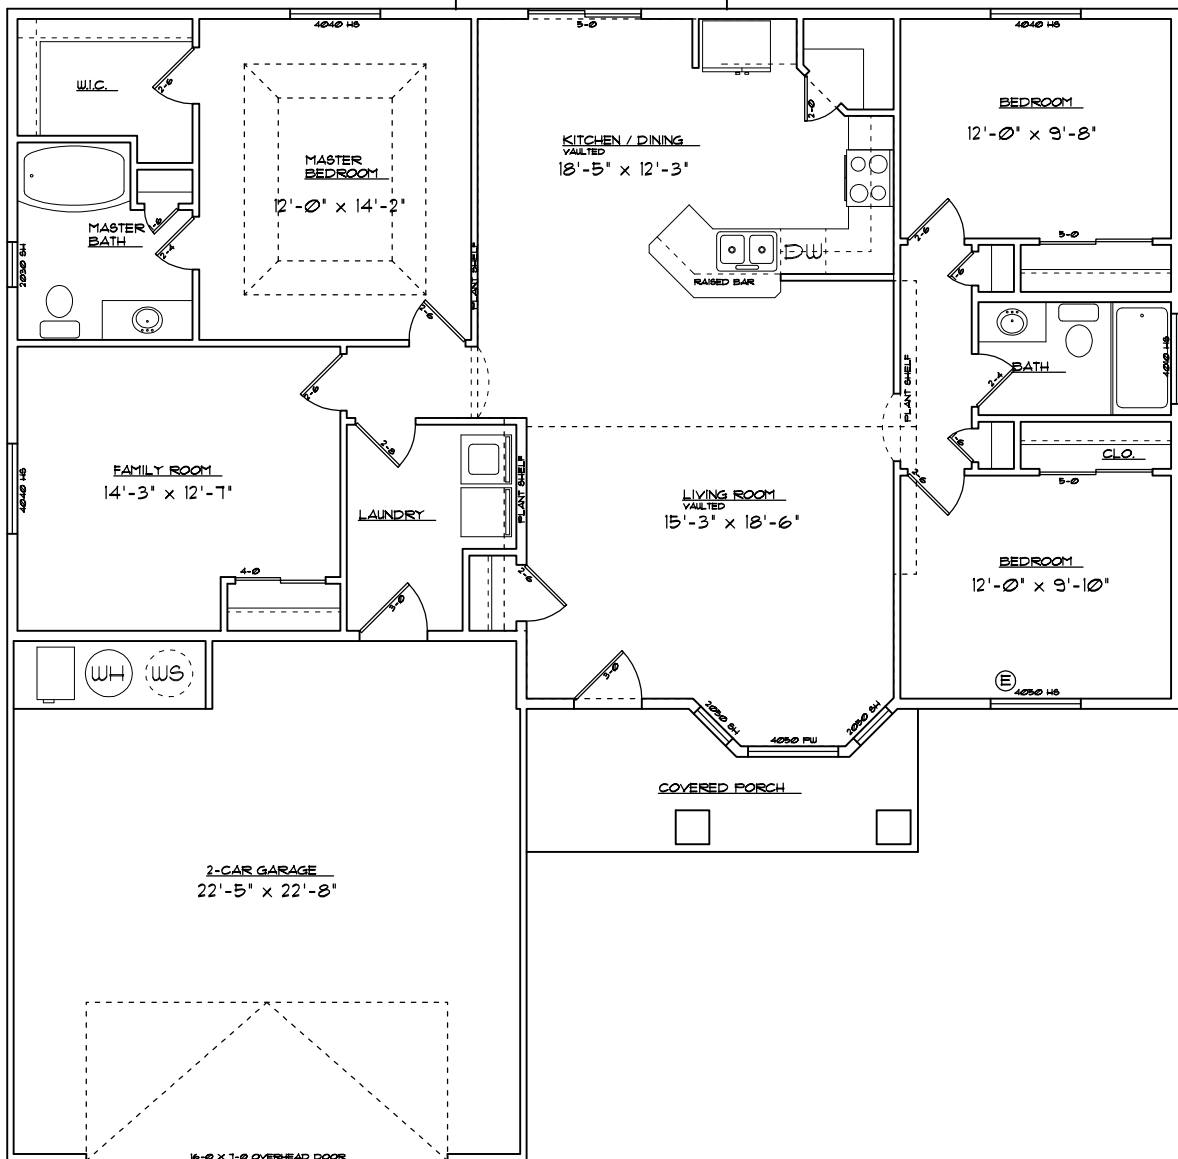 4040 HS
5-0
4040 HS
W.I.C.
2-6
2-0
BEDROOM
12'-0" x 9'-8"
KITCHEN / DINING
VAULTED
18'-5" x 12'-3"
MASTER
BEDROOM
12'-0" x 14'-2"
MASTER
BATH
2-4
2030 SH
PLANT SHELF
DW
RAISED BAR
2-6
5-0
2-6
2-6
BATH
2-4
4010 HS
PLANT SHELF
2-8
CLO.
5-0
2-6
FAMILY ROOM
14'-3" x 12'-7"
4040 HS
LAUNDRY
PLANT SHELF
LIVING ROOM
VAULTED
15'-3" x 18'-6"
BEDROOM
12'-0" x 9'-10"
4-0
2-6
3-0
WH
WS
3-0
E
4050 HS
2050 SH
4050 PW
2050 SH
COVERED PORCH
2-CAR GARAGE
22'-5" x 22'-8"
16-0 X 7-0 OVERHEAD DOOR